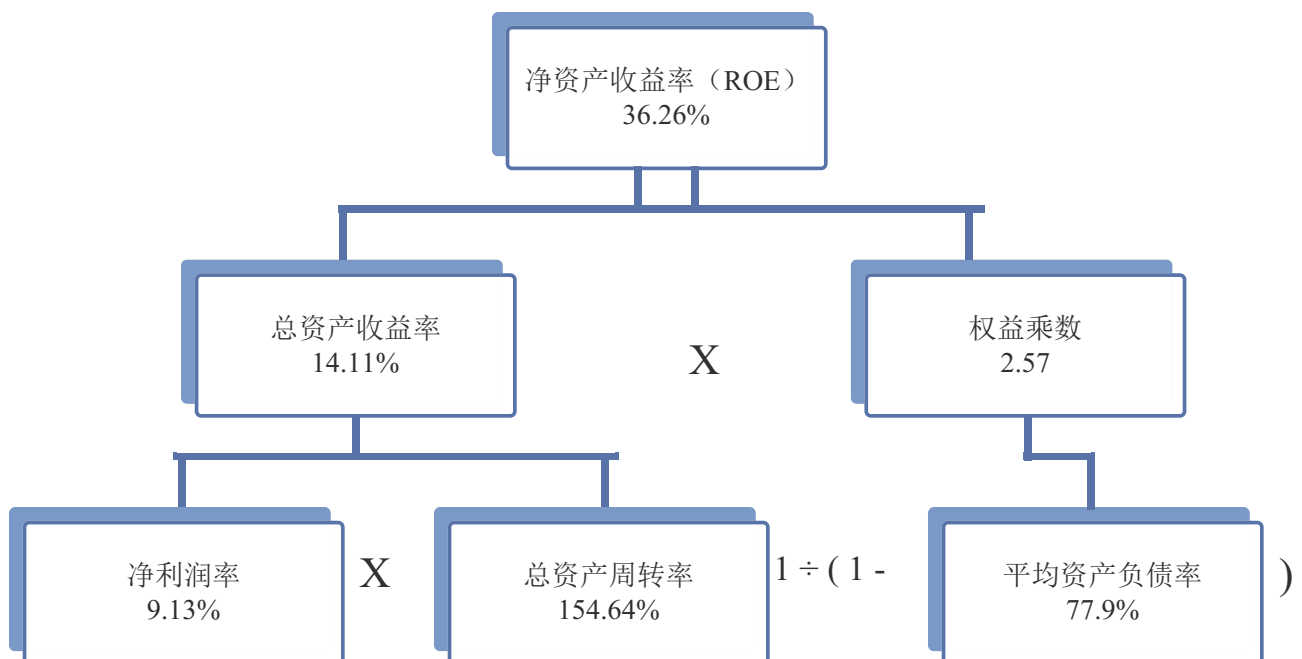 净资产收益率（ROE）
36.26%
总资产收益率
14.11%
X
权益乘数
2.57
净利润率
9.13%
X
总资产周转率
154.64%
1 ÷ ( 1 -
平均资产负债率
77.9%
)